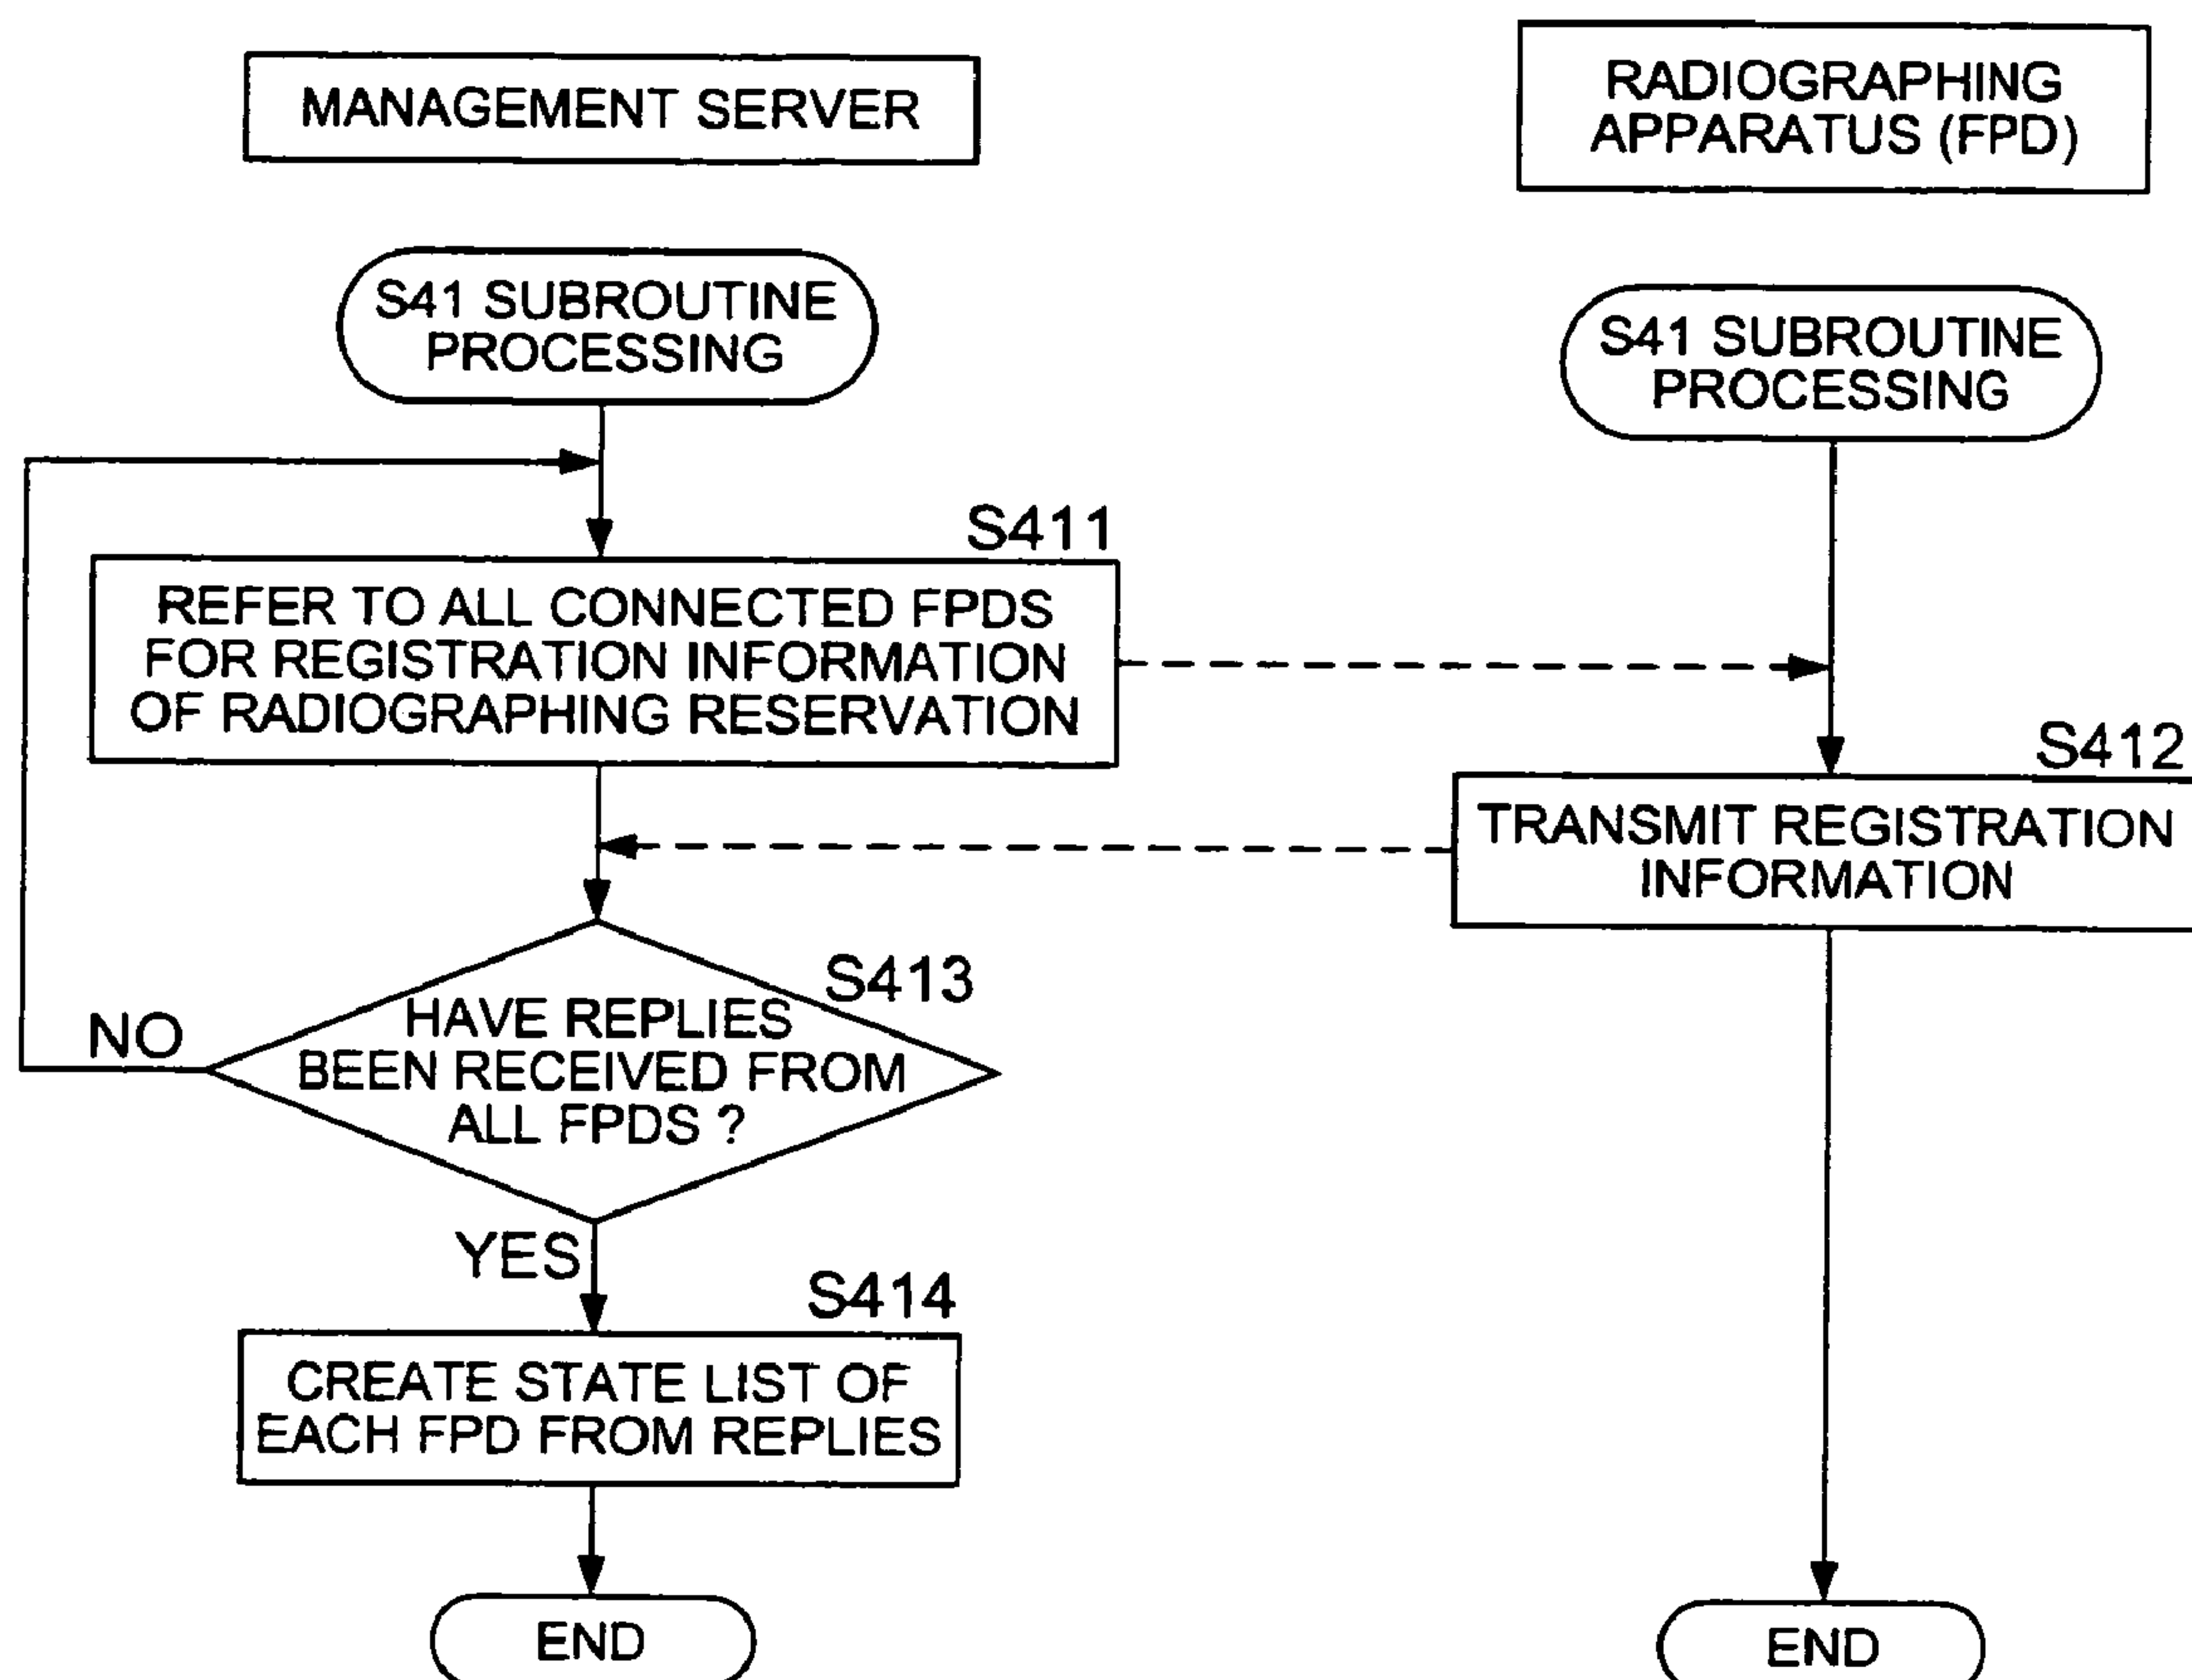 MANAGEMENT SERVER
RADIOGRAPHING
APPARATUS (FPD)
S41 SUBROUTINE
PROCESSING
S41 SUBROUTINE
PROCESSING
S411
REFER TO ALL CONNECTED FPDS
FOR REGISTRATION INFORMATION
OF RADIOGRAPHING RESERVATION
S412
TRANSMIT REGISTRATION
INFORMATION
S413
HAVE REPLIES
BEEN RECEIVED FROM
ALL FPDS ?
NO
YES
S414
CREATE STATE LIST OF
EACH FPD FROM REPLIES
END
END